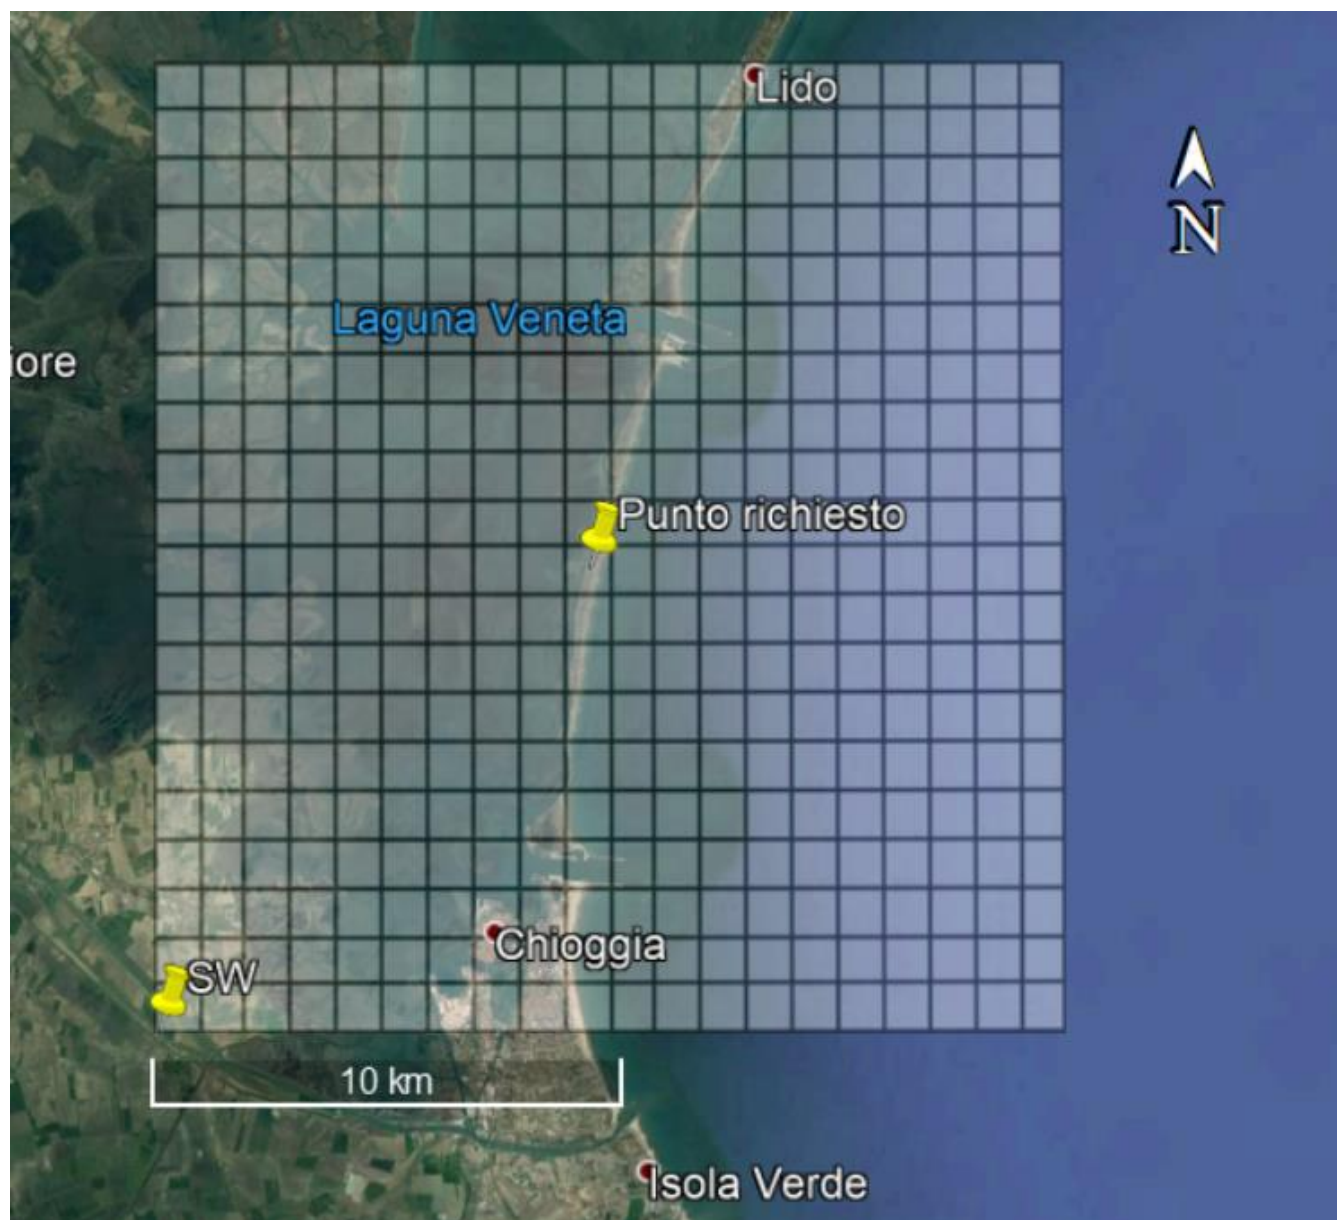 Lido
N
Laguna Veneta
iore
Punto richiesto
Chioggia
SW
10 km
Isola Verde